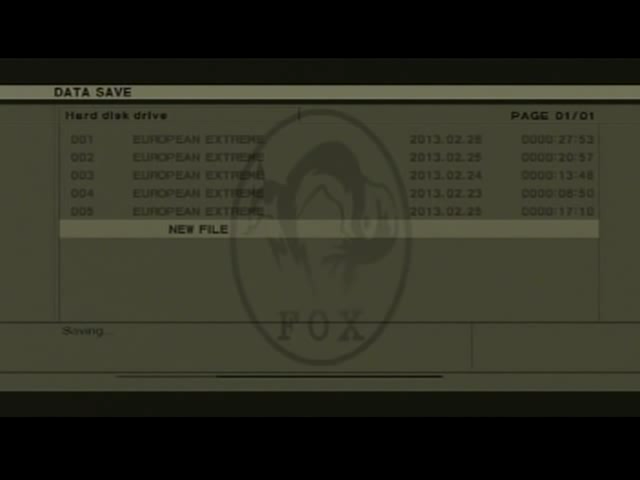 DATA SAVE
Hard disk drive PAGE 01/01
001 EUROPEAN EXTREME 2013.02.26 0000:27:53
002 EUROPEAN EXTREME 2013.02.25 0000:20:57
003 EUROPEAN EXTREME 2013.02.24 0000:13:48
004 EUROPEAN EXTREME 2013.02.23 0000:08:50
005 EUROPEAN EXTREME 2013.02.25 0000:17:10
NEW FILE
FOX
Saving...